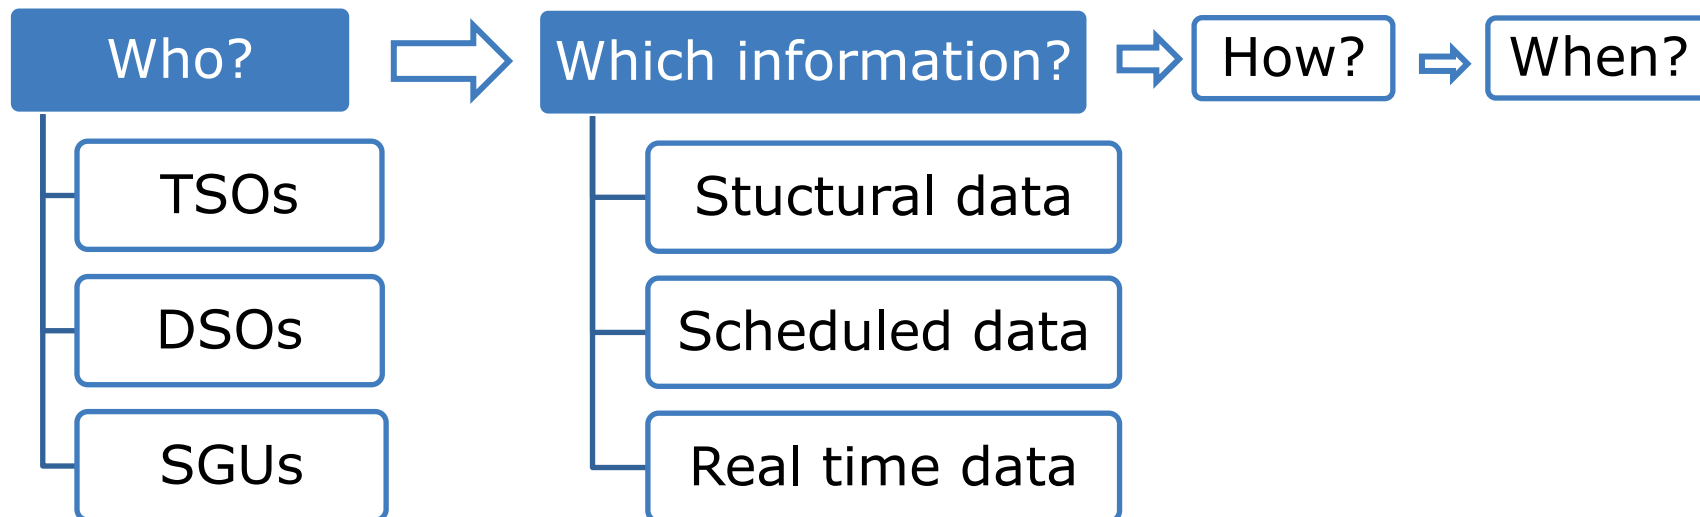 Who?
Which information?
How?
When?
TSOs
DSOs
SGUs
Stuctural data
Scheduled data
Real time data